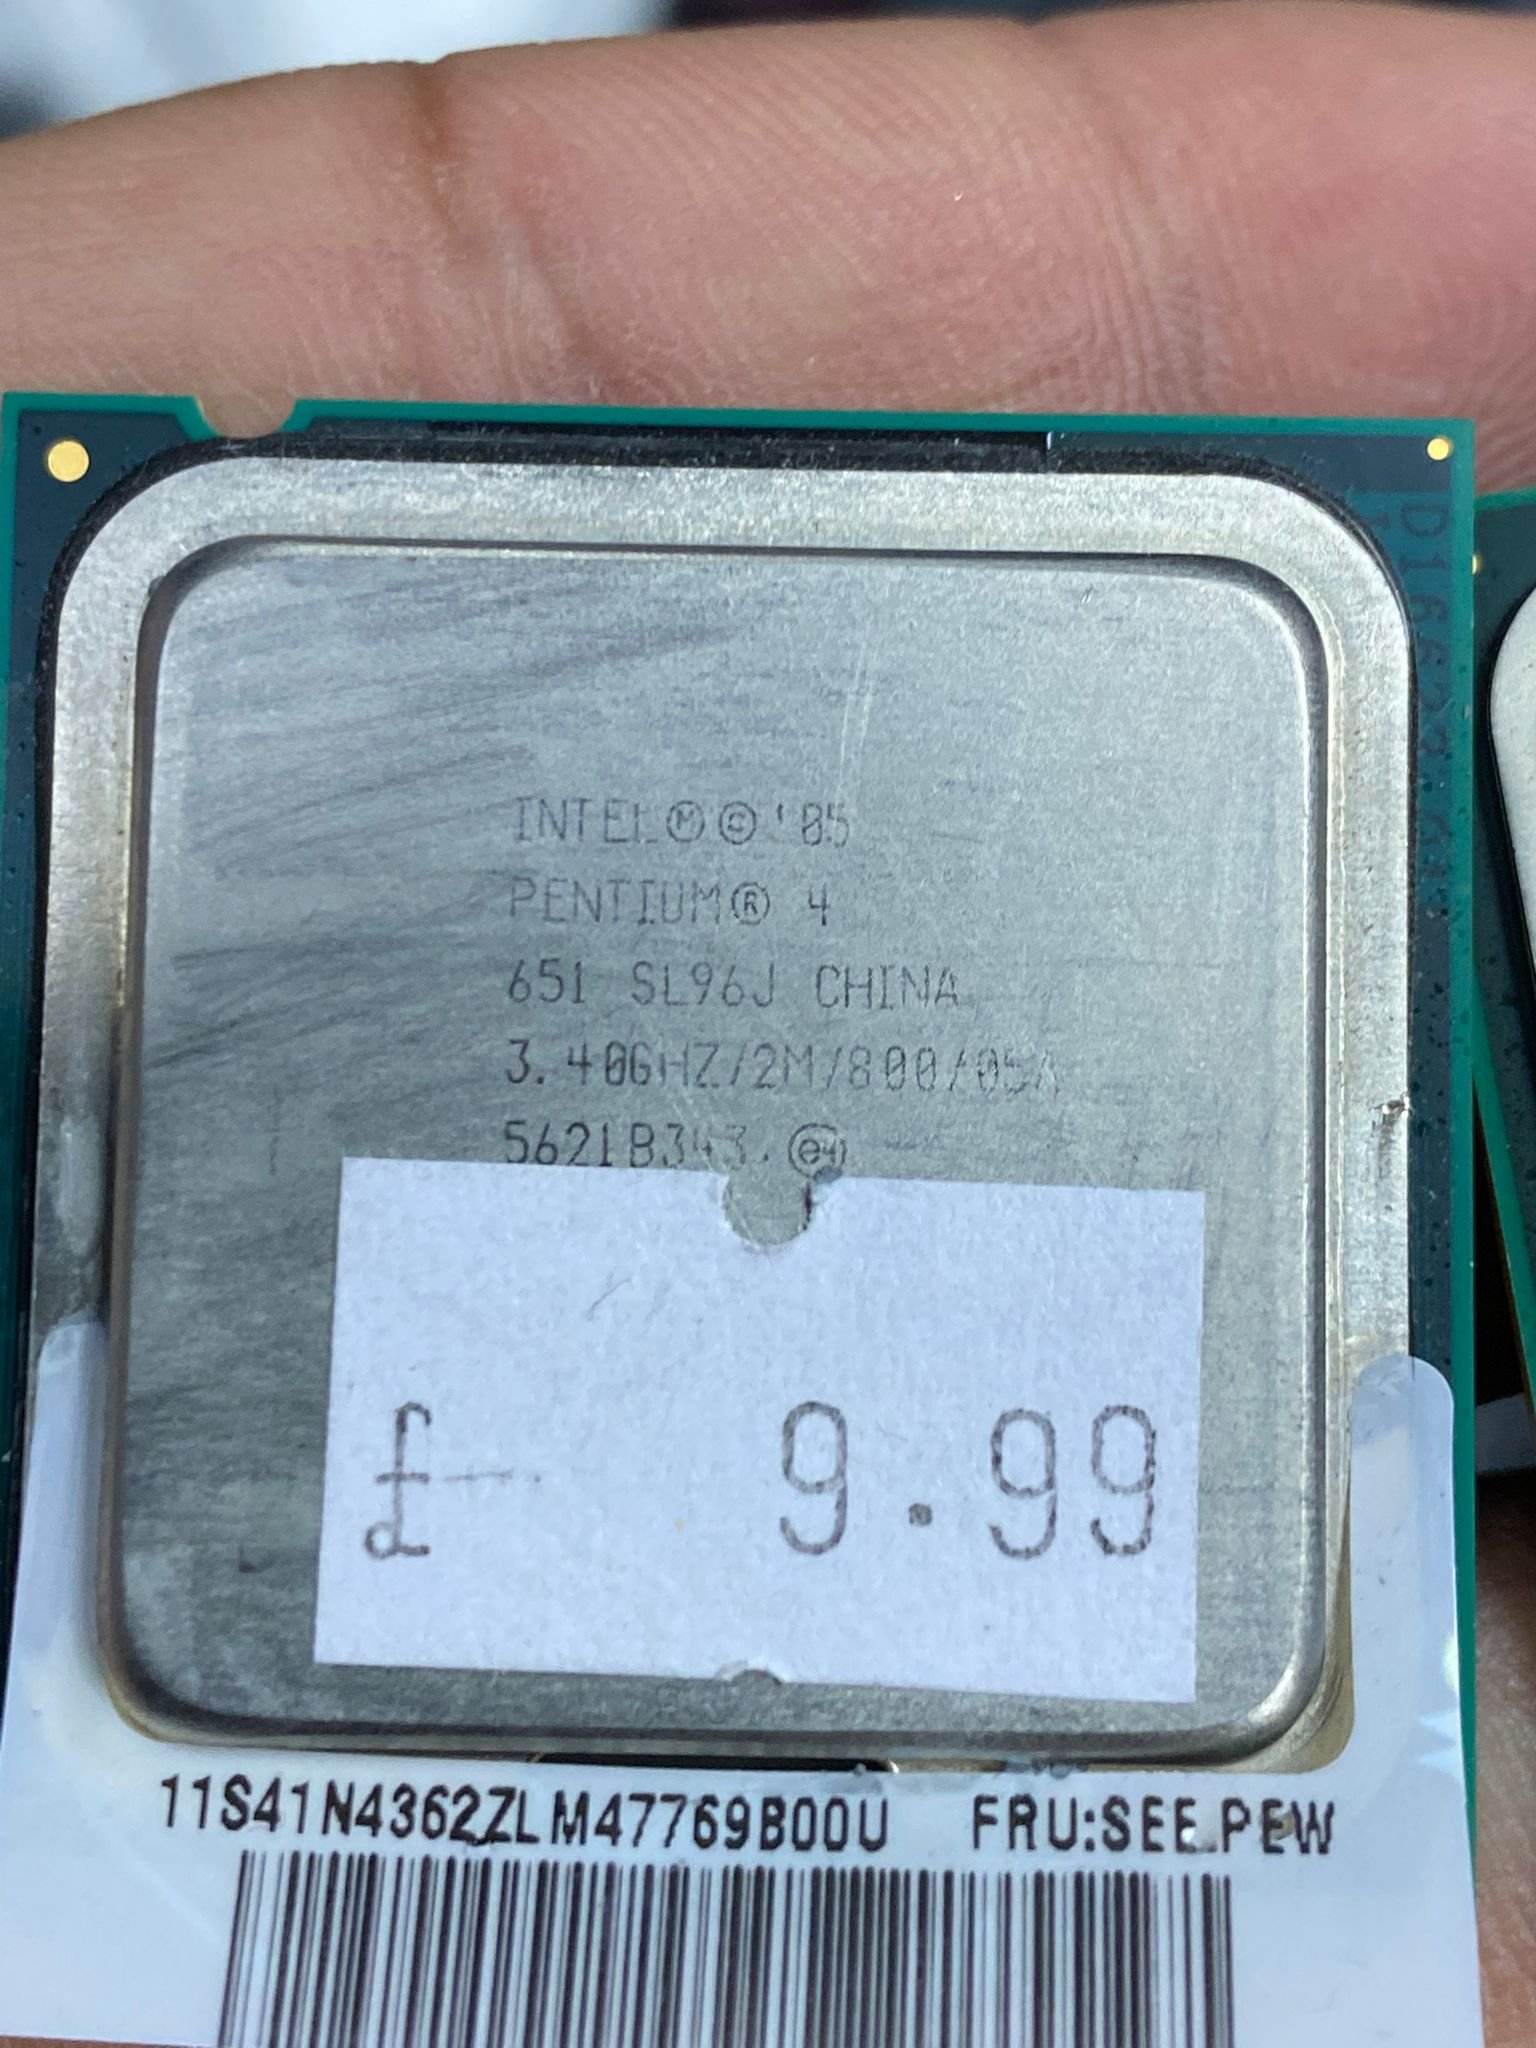 INTEL Ⓜ © '05
PENTIUM® 4
651 SL96J CHINA
3.40GHZ/2M/800/05A
5621B343. e4
£ 9.99
11S41N4362ZLM47769B00U FRU:SEE PEW